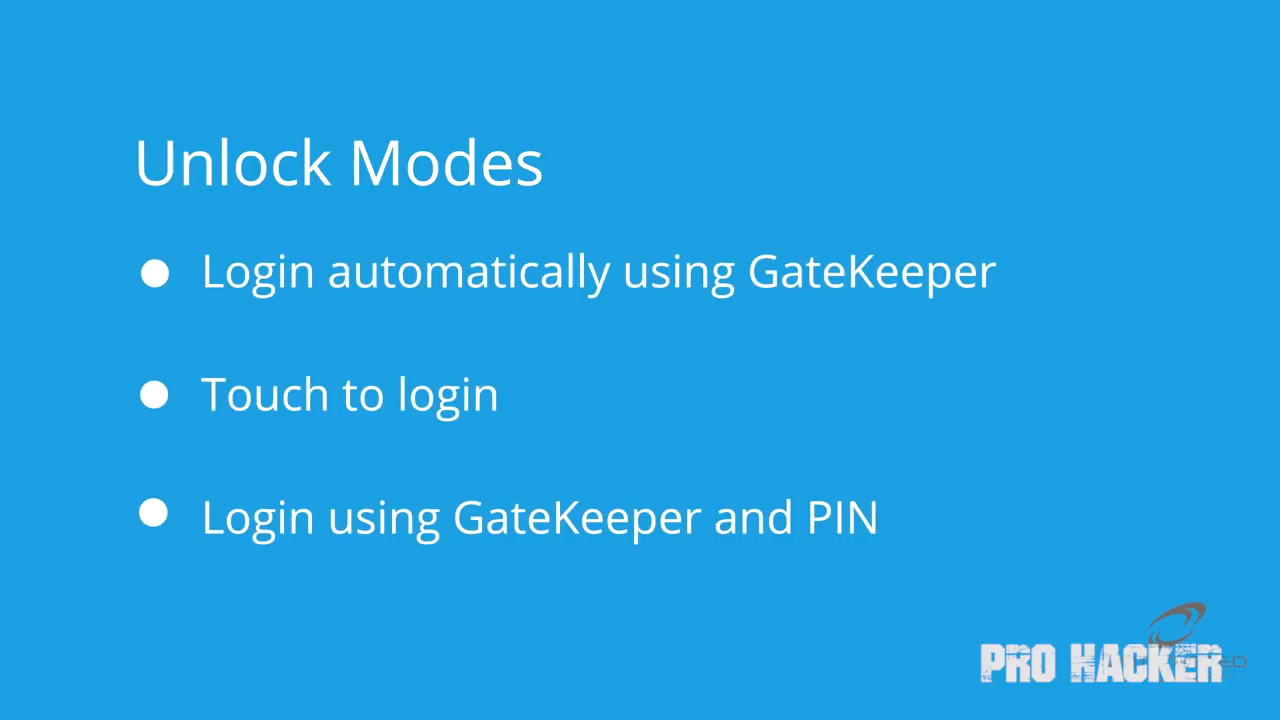 Unlock Modes
Login automatically using GateKeeper
Touch to login
Login using GateKeeper and PIN
PRO HACKER